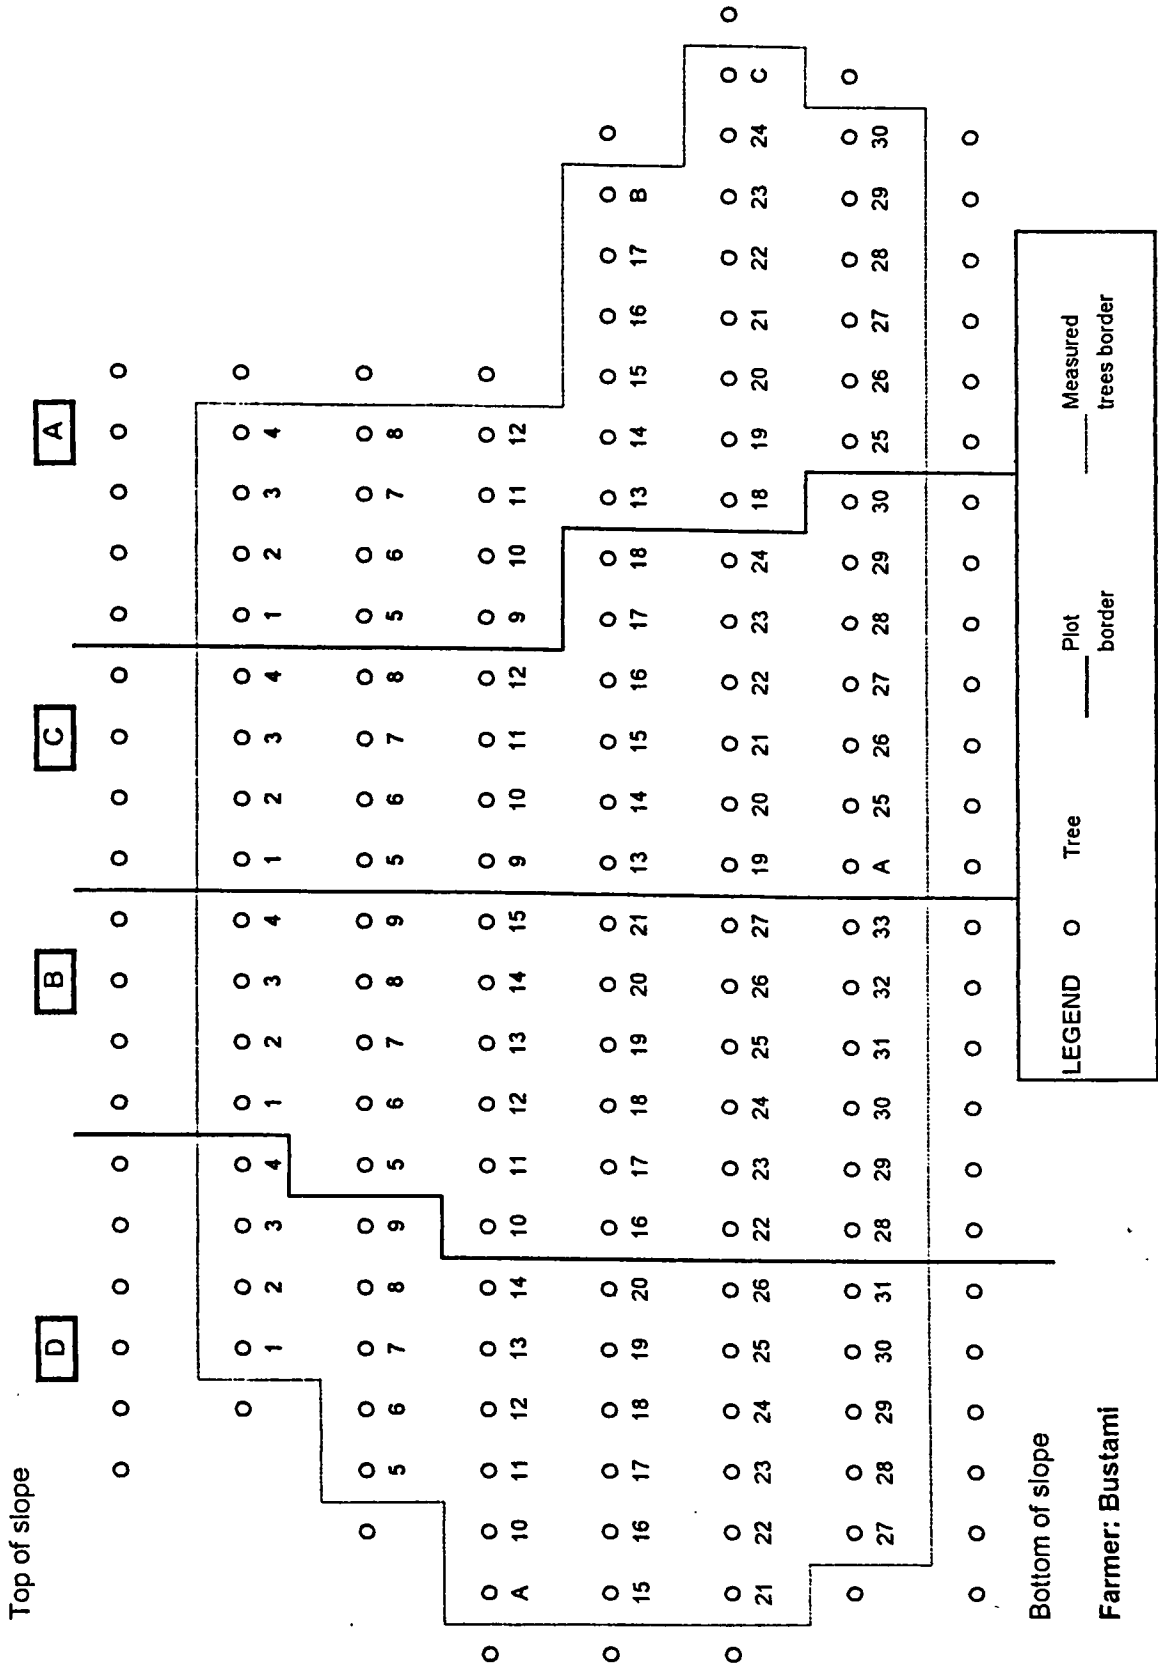 Top of slope
D B C A
1 2 3 4 1 2 3 4 1 2 3 4 1 2 3 4
5 6 7 8 9 5 6 7 8 9 5 6 7 8 5 6 7 8
A 10 11 12 13 14 10 11 12 13 14 15 9 10 11 12 9 10 11 12
15 16 17 18 19 20 16 17 18 19 20 21 13 14 15 16 17 18 13 14 15 16 17 B
21 22 23 24 25 26 22 23 24 25 26 27 19 20 21 22 23 24 18 19 20 21 22 23 24 C
27 28 29 30 31 28 29 30 31 32 33 A 25 26 27 28 29 30 25 26 27 28 29 30
Bottom of slope
Farmer: Bustami
LEGEND Tree
Plot
border
Measured
trees border